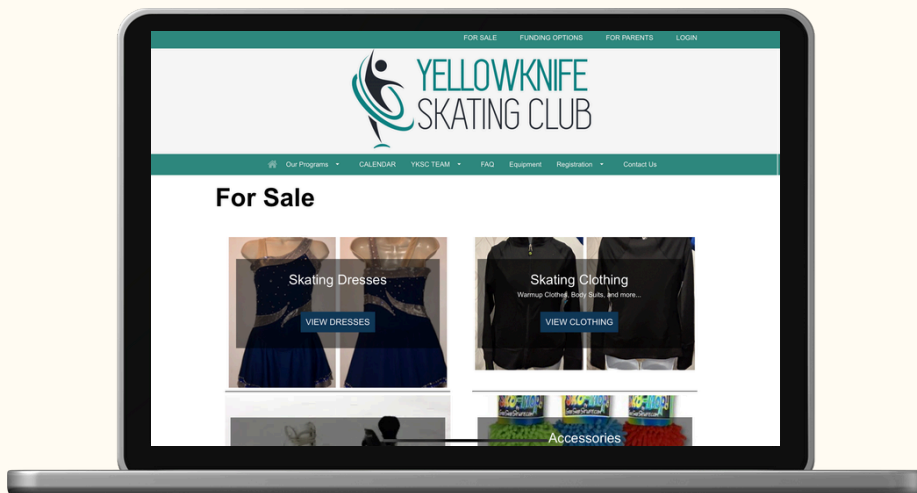 FOR SALE FUNDING OPTIONS FOR PARENTS LOGIN
YELLOWKNIFE
SKATING CLUB
Our Programs CALENDAR YKSC TEAM FAQ Equipment Registration Contact Us
For Sale
Skating Dresses
VIEW DRESSES
Skating Clothing
Warmup Clothes, Body Suits, and more...
VIEW CLOTHING
Accessories